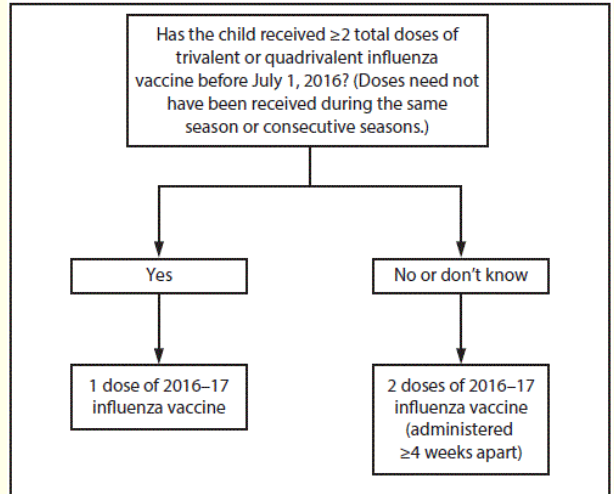 Has the child received ≥2 total doses of
trivalent or quadrivalent influenza
vaccine before July 1, 2016? (Doses need not
have been received during the same
season or consecutive seasons.)
Yes
No or don’t know
1 dose of 2016–17
influenza vaccine
2 doses of 2016–17
influenza vaccine
(administered
≥4 weeks apart)